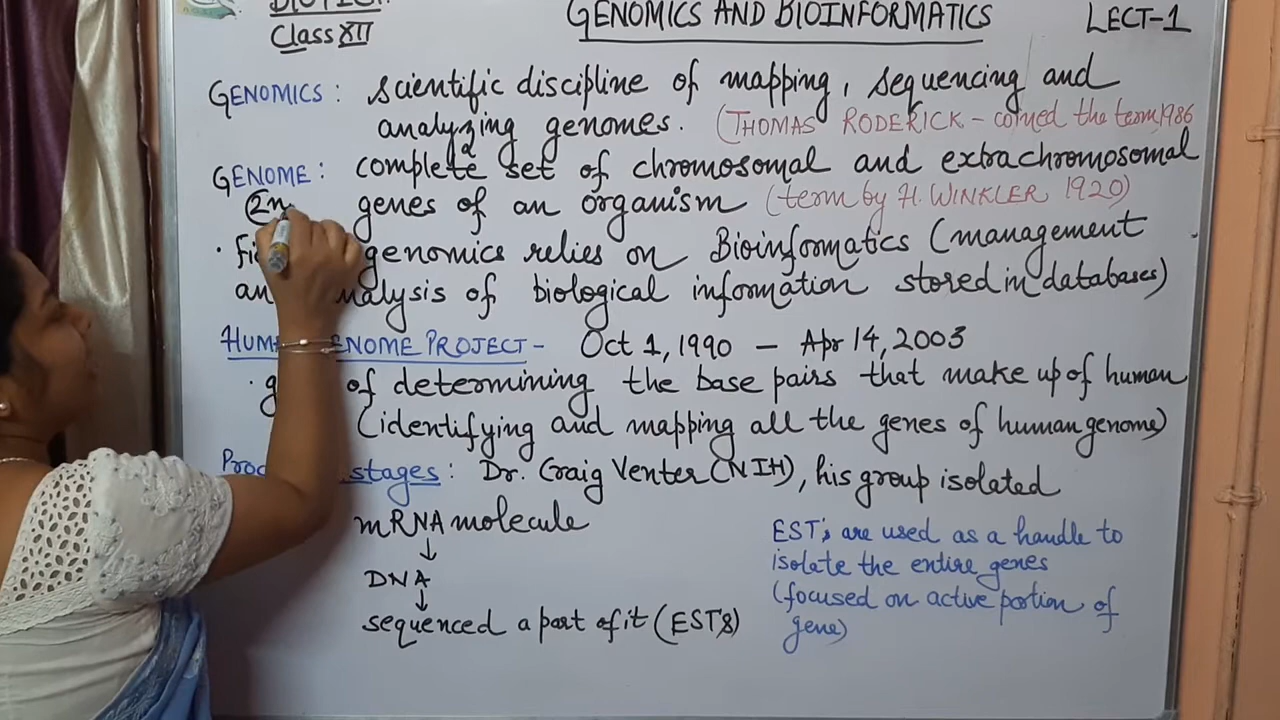 GENOMICS AND BIOINFORMATICS
LECT-1
Class XII
GENOMICS : scientific discipline of mapping, sequencing and
analyzing genomes. (THOMAS RODERICK - coined the term 1986
GENOME : complete set of chromosomal and extrachromosomal
2n genes of an organism (term by H. WINKLER 1920)
• genomics relies on Bioinformatics (management
analysis of biological information stored in databases)
HUMAN GENOME PROJECT - Oct 1, 1990 - Apr 14, 2003
• of determining the base pairs that make up of human
(identifying and mapping all the genes of human genome)
stages : Dr. Craig Venter (NIH), his group isolated
mRNA molecule
↓
DNA
↓
sequenced a part of it (EST's)
EST's are used as a handle to
isolate the entire genes
(focused on active portion of
gene)